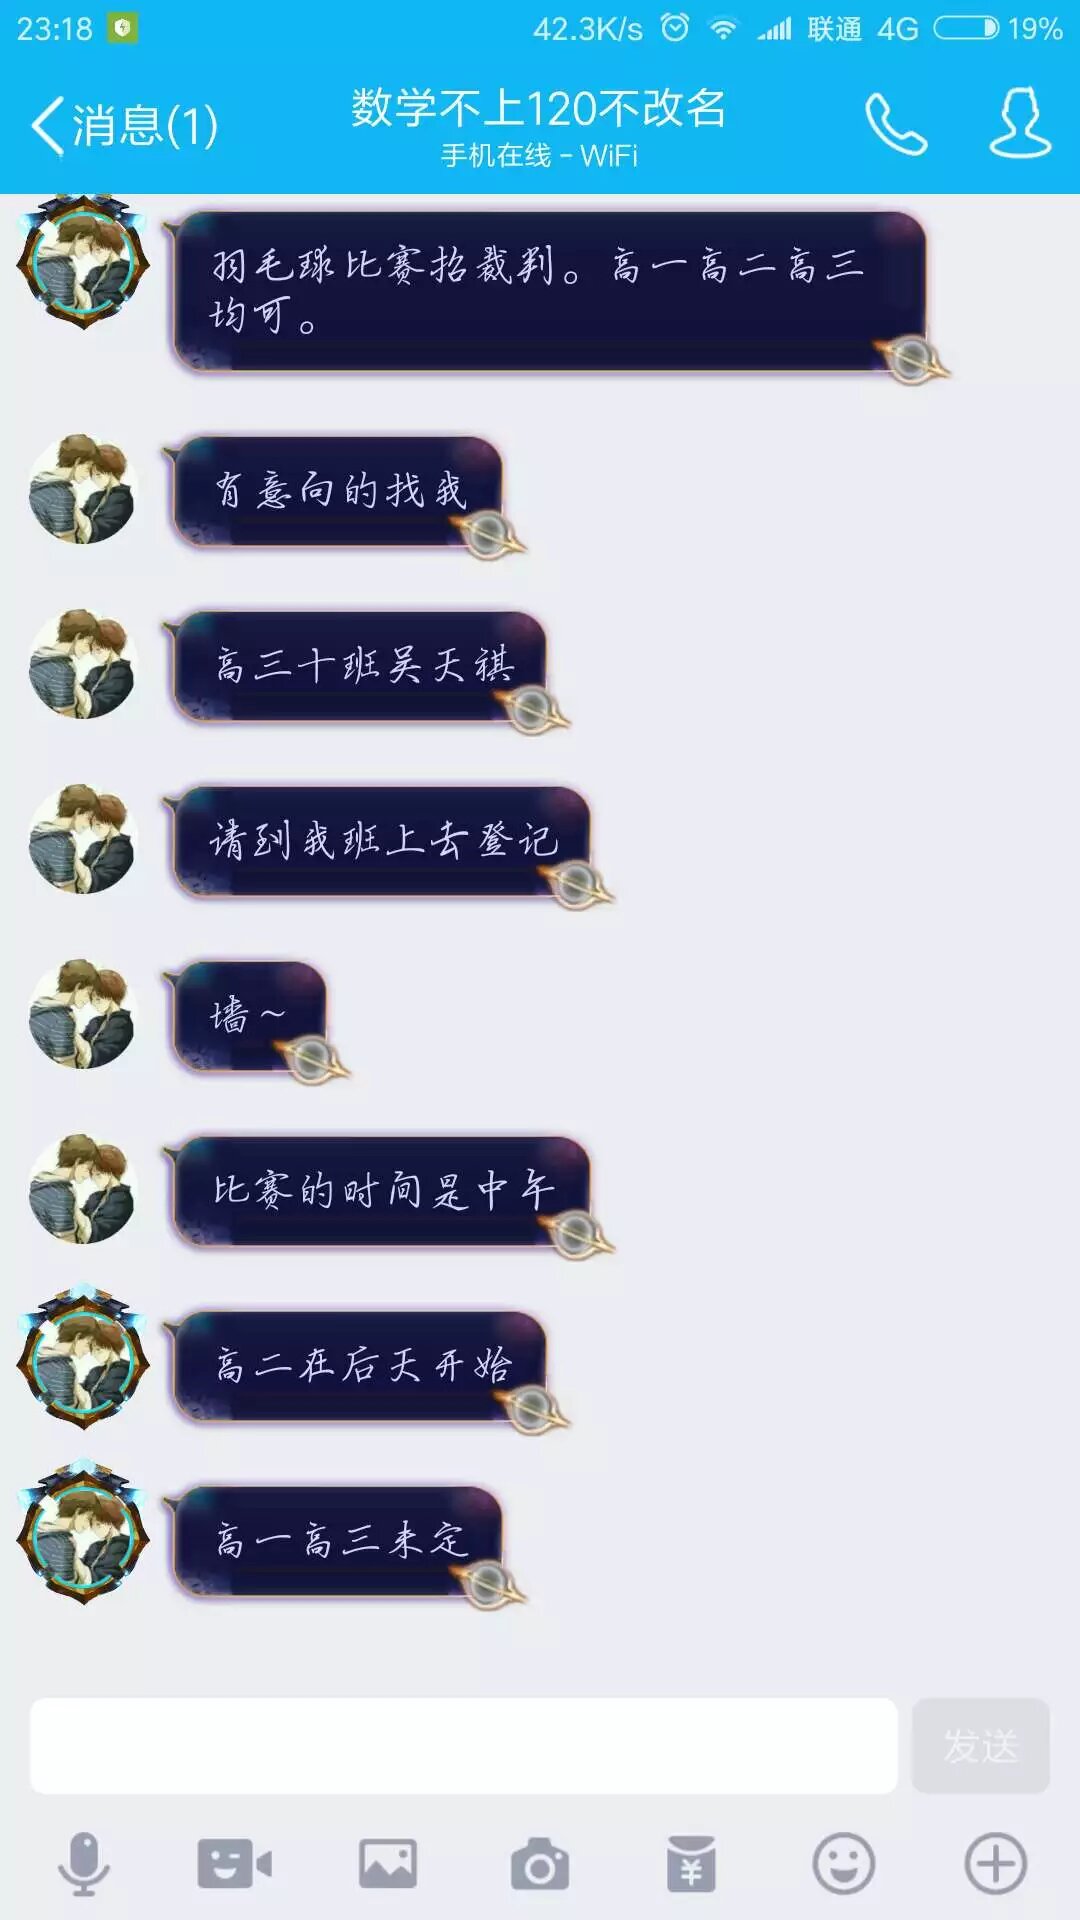 23:18
42.3K/s
联通 4G
19%
消息(1)
数学不上120不改名
手机在线 - WiFi
羽毛球比赛招裁判。高一高二高三
均可。
有意向的找我
高三十班吴天祺
请到我班上去登记
墙~
比赛的时间是中午
高二在后天开始
高一高三未定
发送